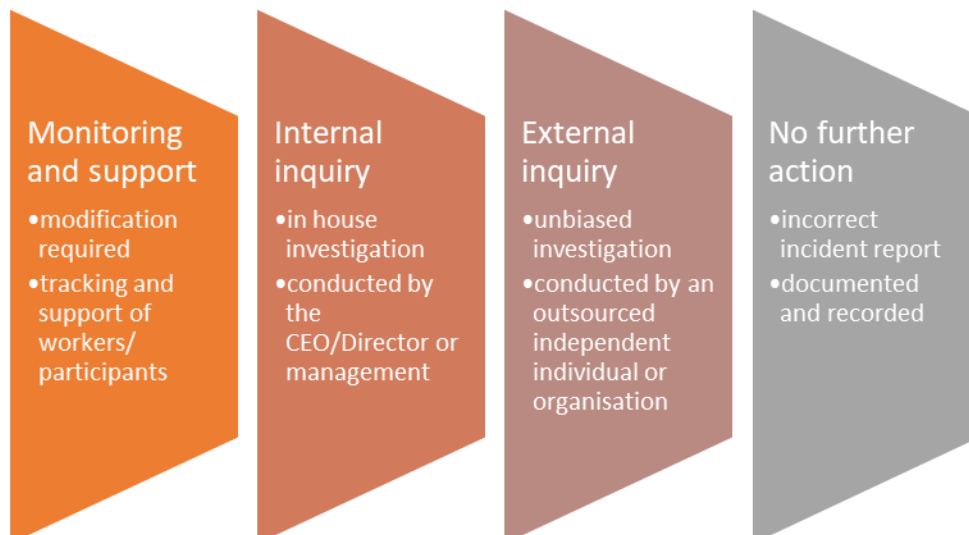 Monitoring
and support
•modification
required
•tracking and
support of
workers/
participants
Internal
inquiry
•in house
investigation
•conducted by
the
CEO/Director or
management
External
inquiry
•unbiased
investigation
•conducted by an
outsourced
independent
individual or
organisation
No further
action
•incorrect
incident report
•documented
and recorded